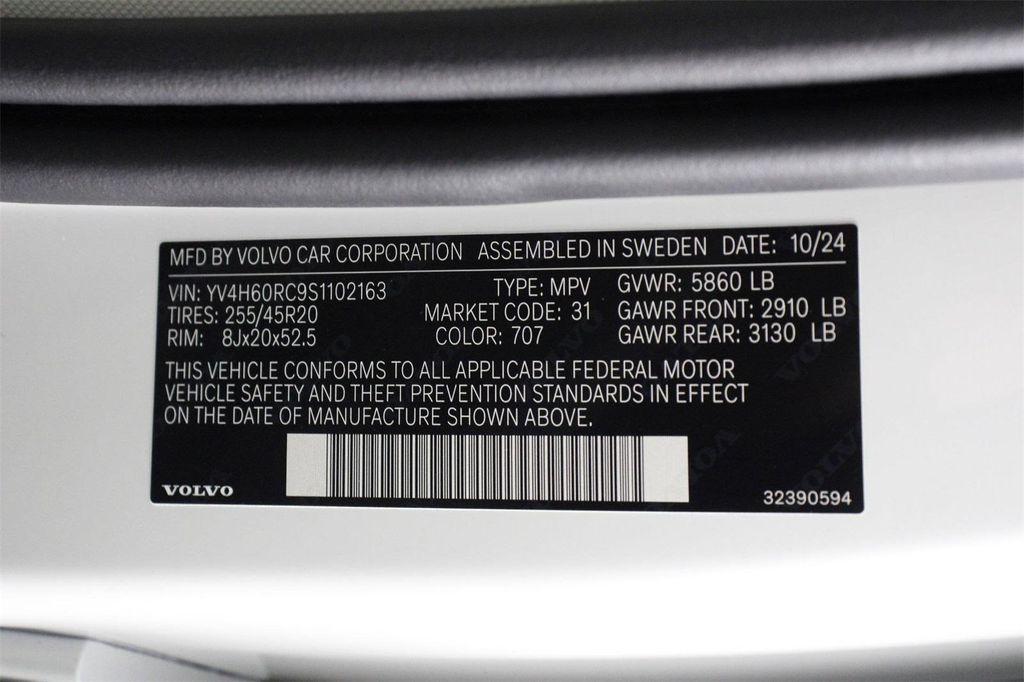 MFD BY VOLVO CAR CORPORATION ASSEMBLED IN SWEDEN DATE: 10/24
VIN: YV4H60RC9S1102163 TYPE: MPV GVWR: 5860 LB
TIRES: 255/45R20 MARKET CODE: 31 GAWR FRONT: 2910 LB
RIM: 8Jx20x52.5 COLOR: 707 GAWR REAR: 3130 LB
THIS VEHICLE CONFORMS TO ALL APPLICABLE FEDERAL MOTOR
VEHICLE SAFETY AND THEFT PREVENTION STANDARDS IN EFFECT
ON THE DATE OF MANUFACTURE SHOWN ABOVE.
VOLVO 32390594